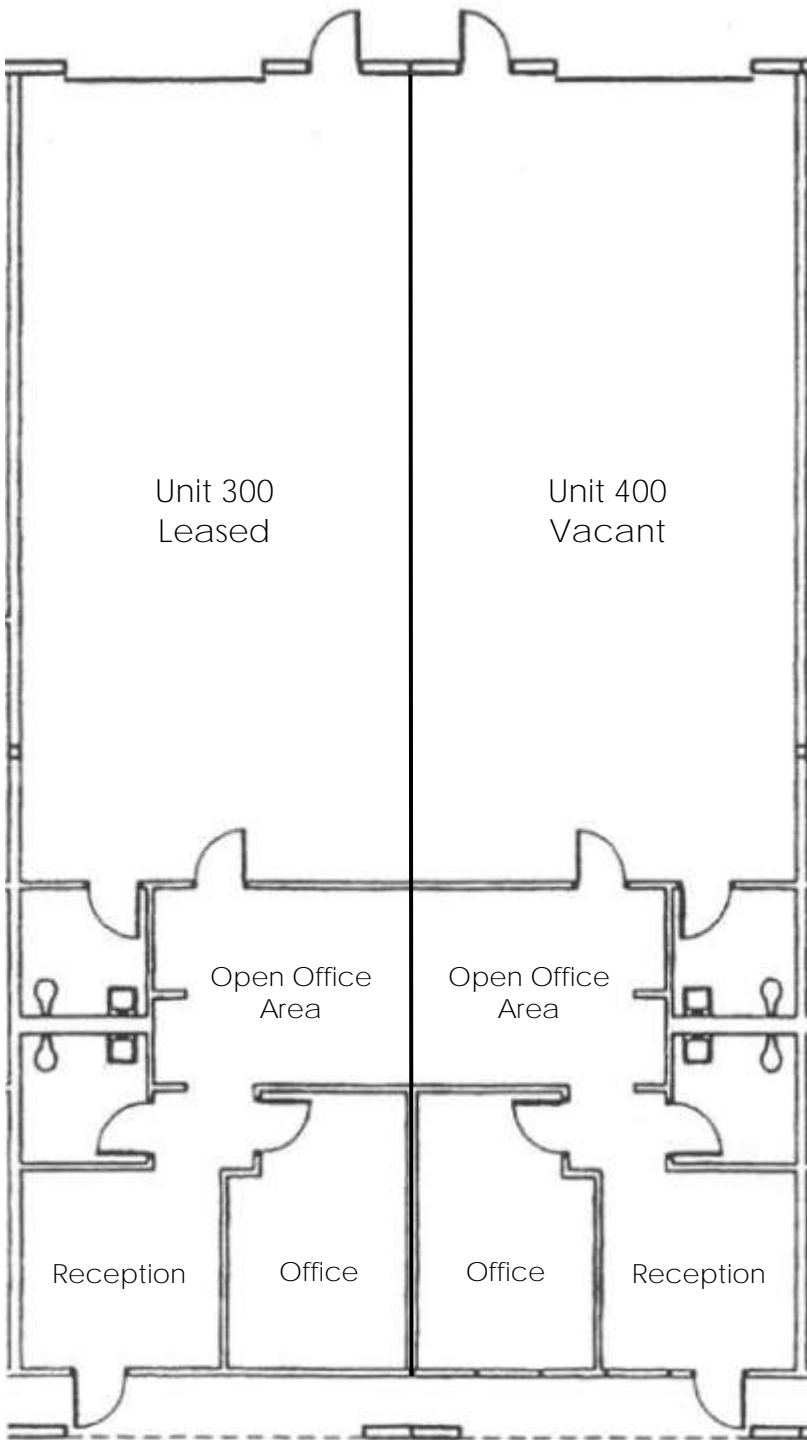 Unit 300
Leased
Unit 400
Vacant
Open Office
Area
Open Office
Area
Reception
Office
Office
Reception